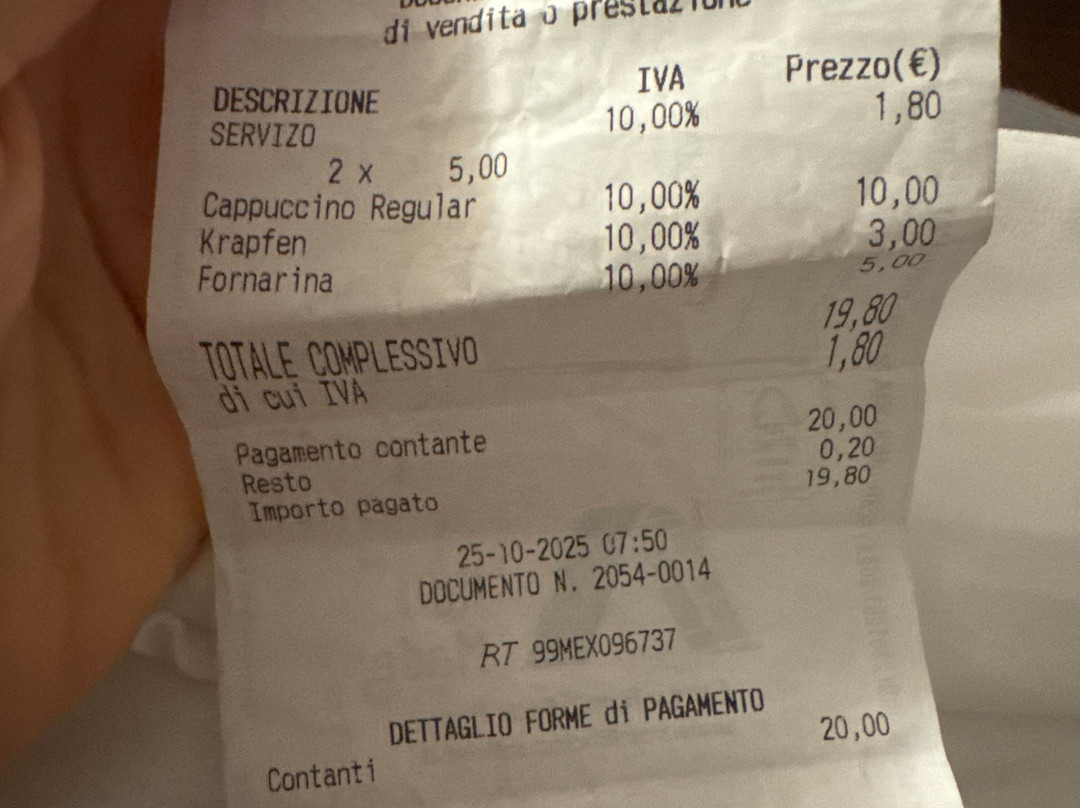 di vendita o prestazione
DESCRIZIONE IVA Prezzo(€)
SERVIZO 10,00% 1,80
2 x 5,00
Cappuccino Regular 10,00% 10,00
Krapfen 10,00% 3,00
Fornarina 10,00% 5,00
TOTALE COMPLESSIVO 19,80
di cui IVA 1,80
Pagamento contante 20,00
Resto 0,20
Importo pagato 19,80
25-10-2025 07:50
DOCUMENTO N. 2054-0014
RT 99MEX096737
DETTAGLIO FORME di PAGAMENTO
Contanti 20,00